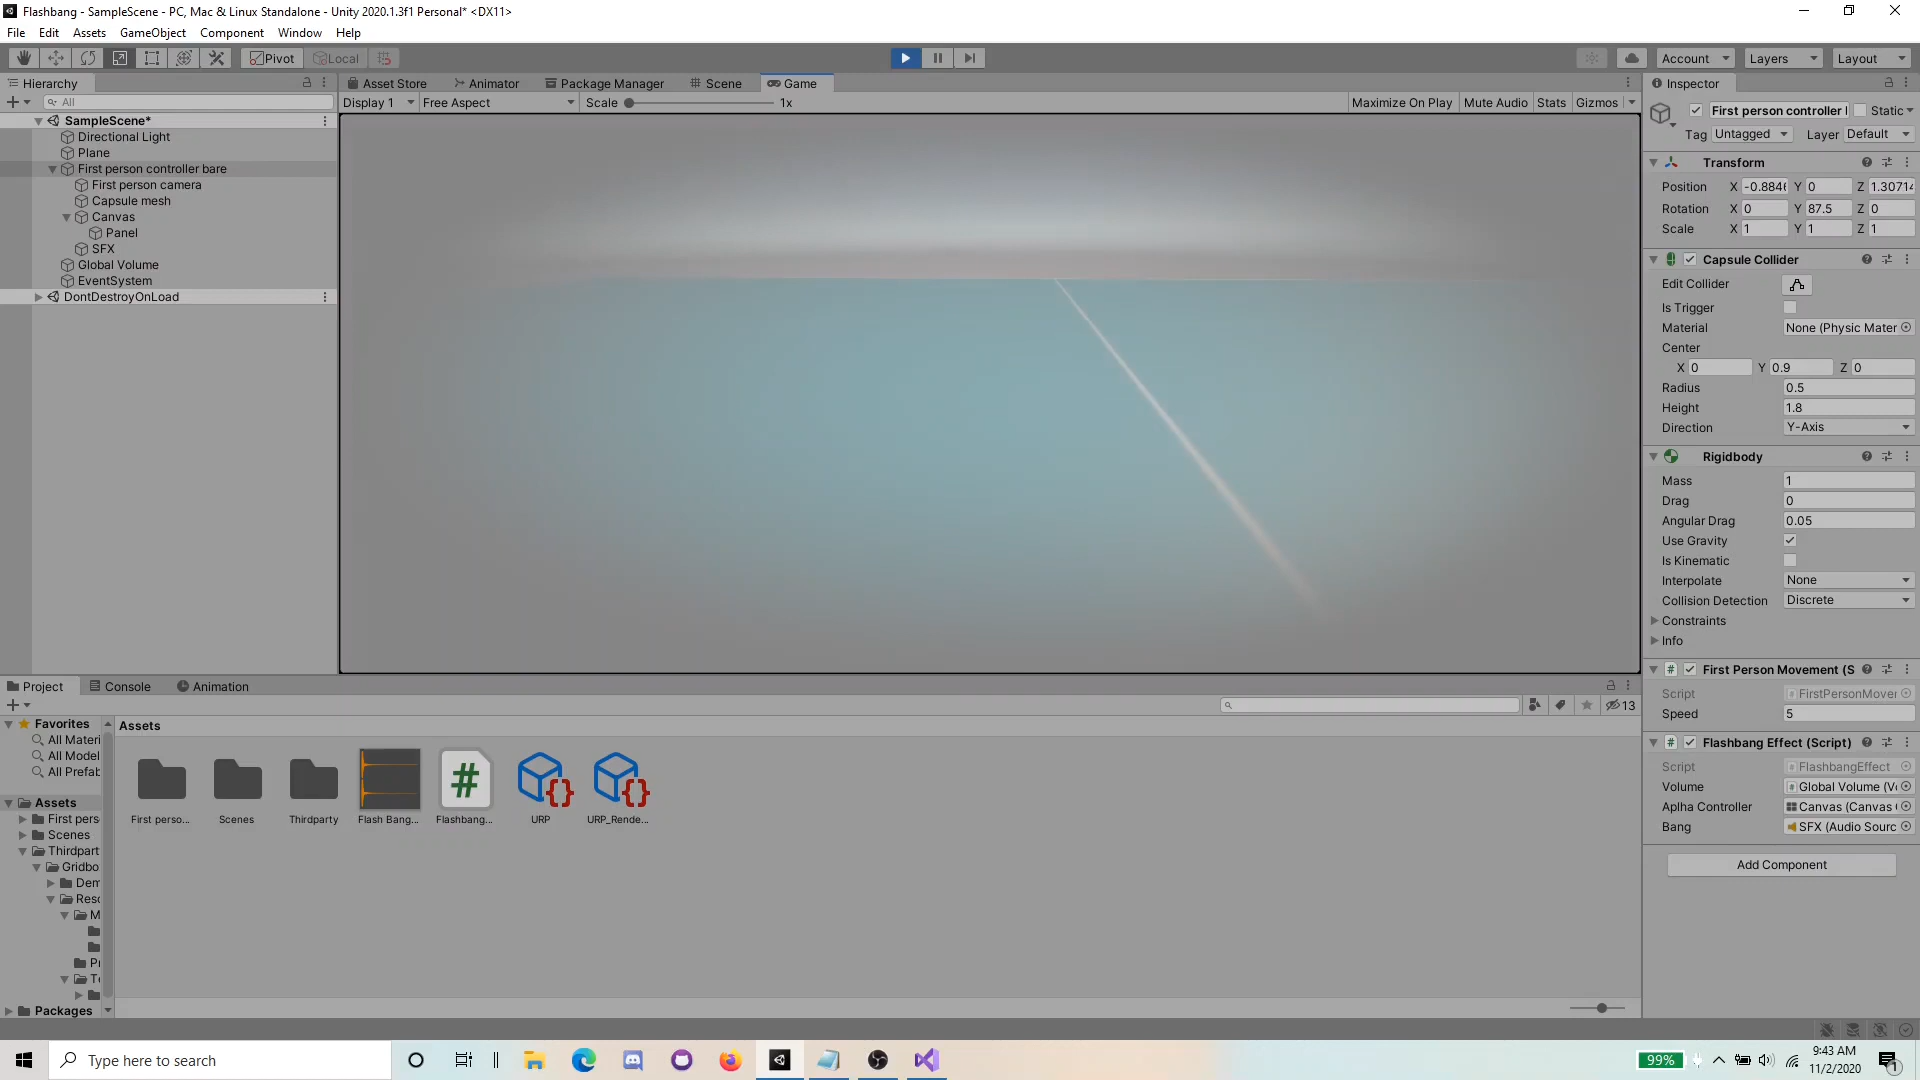 Flashbang - SampleScene - PC, Mac & Linux Standalone - Unity 2020.1.3f1 Personal* <DX11>
File Edit Assets GameObject Component Window Help
Pivot Local Account Layers Layout
Hierarchy
All
SampleScene*
Directional Light
Plane
First person controller bare
First person camera
Capsule mesh
Canvas
Panel
SFX
Global Volume
EventSystem
DontDestroyOnLoad
Asset Store Animator Package Manager Scene Game
Display 1 Free Aspect Scale 1x Maximize On Play Mute Audio Stats Gizmos
Inspector
First person controller Static
Tag Untagged Layer Default
Transform
Position X -0.884 Y 0 Z 1.30714
Rotation X 0 Y 87.5 Z 0
Scale X 1 Y 1 Z 1
Capsule Collider
Edit Collider
Is Trigger
Material None (Physic Mater
Center
X 0 Y 0.9 Z 0
Radius 0.5
Height 1.8
Direction Y-Axis
Rigidbody
Mass 1
Drag 0
Angular Drag 0.05
Use Gravity
Is Kinematic
Interpolate None
Collision Detection Discrete
Constraints
Info
First Person Movement (S
Script FirstPersonMover
Speed 5
Flashbang Effect (Script)
Script FlashbangEffect
Volume Global Volume (V
Aplha Controller Canvas (Canvas
Bang SFX (Audio Sourc
Add Component
Project Console Animation
13
Favorites
All Materi
All Model
All Prefab
Assets
First pers
Scenes
Thirdpart
Gridbo
Dem
Reso
M
Pr
Te
Packages
Assets
First perso...
Scenes
Thirdparty
Flash Bang...
Flashbang...
URP
URP_Rende...
Type here to search
99%
9:43 AM
11/2/2020
1